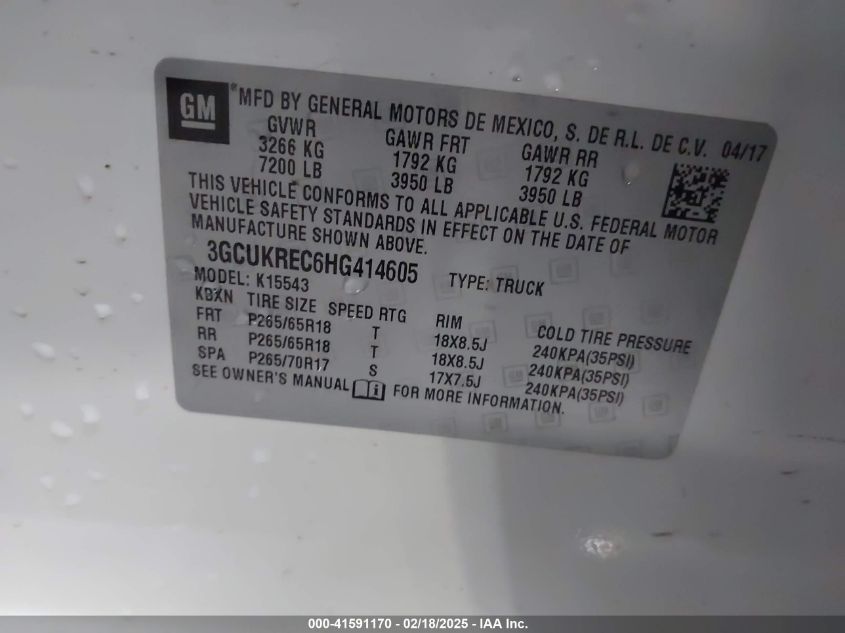 GM
®MFD BY GENERAL MOTORS DE MEXICO, S. DE R.L. DE C.V. 04/17
GVWR GAWR FRT GAWR RR
3266 KG 1792 KG 1792 KG
7200 LB 3950 LB 3950 LB
THIS VEHICLE CONFORMS TO ALL APPLICABLE U.S. FEDERAL MOTOR
VEHICLE SAFETY STANDARDS IN EFFECT ON THE DATE OF
MANUFACTURE SHOWN ABOVE.
3GCUKREC6HG414605 TYPE: TRUCK
MODEL: K15543
KBXN TIRE SIZE SPEED RTG RIM COLD TIRE PRESSURE
FRT P265/65R18 T 18X8.5J 240KPA(35PSI)
RR P265/65R18 T 18X8.5J 240KPA(35PSI)
SPA P265/70R17 S 17X7.5J 240KPA(35PSI)
SEE OWNER'S MANUAL FOR MORE INFORMATION.
000-41591170 - 02/18/2025 - IAA Inc.